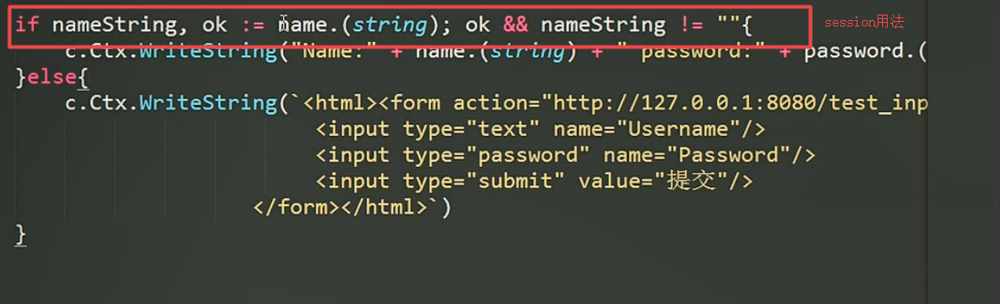 if nameString, ok := name.(string); ok && nameString != ""{
session用法
c.Ctx.WriteString("Name:" + name.(string) + " password:" + password.(
}else{
c.Ctx.WriteString(`<html><form action="http://127.0.0.1:8080/test_inp
<input type="text" name="Username"/>
<input type="password" name="Password"/>
<input type="submit" value="提交"/>
</form></html>`)
}